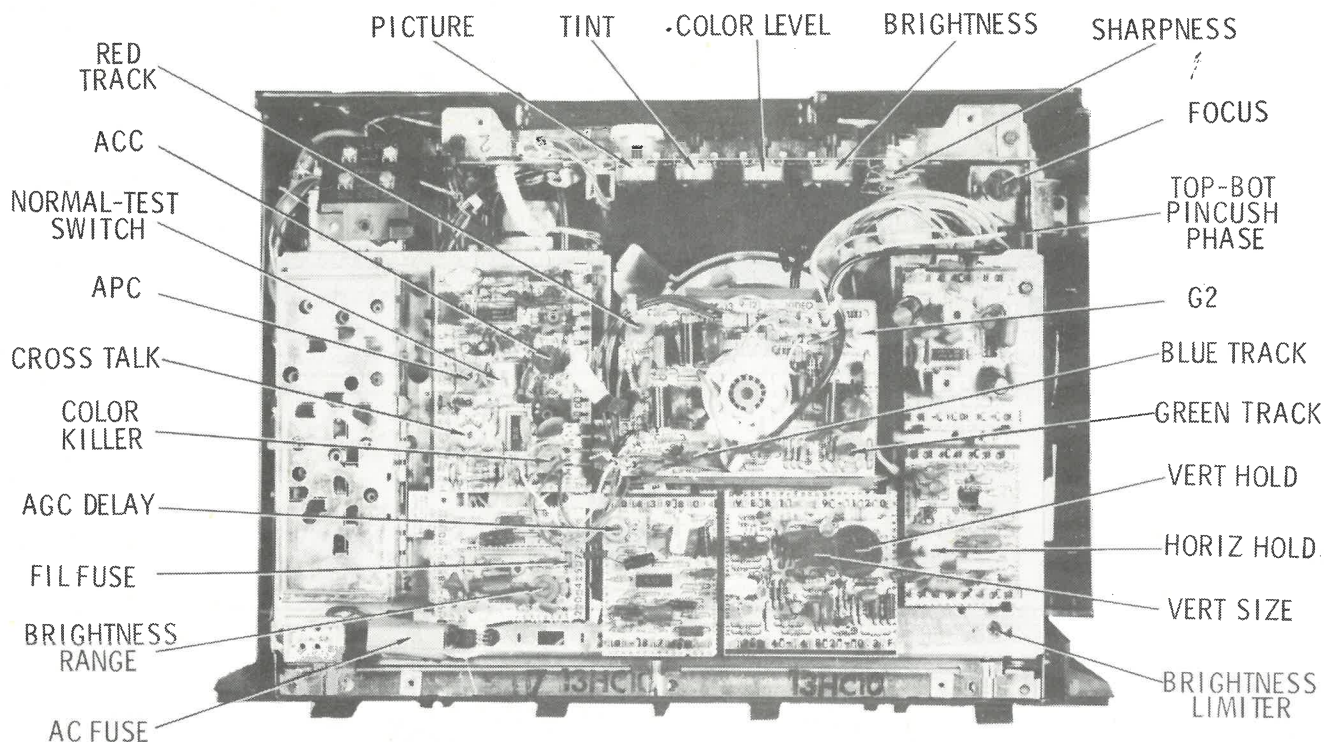 PICTURE
TINT
COLOR LEVEL
BRIGHTNESS
SHARPNESS
RED
TRACK
FOCUS
ACC
TOP-BOT
PINCUSH
PHASE
NORMAL-TEST
SWITCH
APC
G2
CROSS TALK
BLUE TRACK
COLOR
KILLER
GREEN TRACK
AGC DELAY
VERT HOLD
FIL FUSE
HORIZ HOLD
VERT SIZE
BRIGHTNESS
RANGE
BRIGHTNESS
LIMITER
AC FUSE
13HC10
13HC10